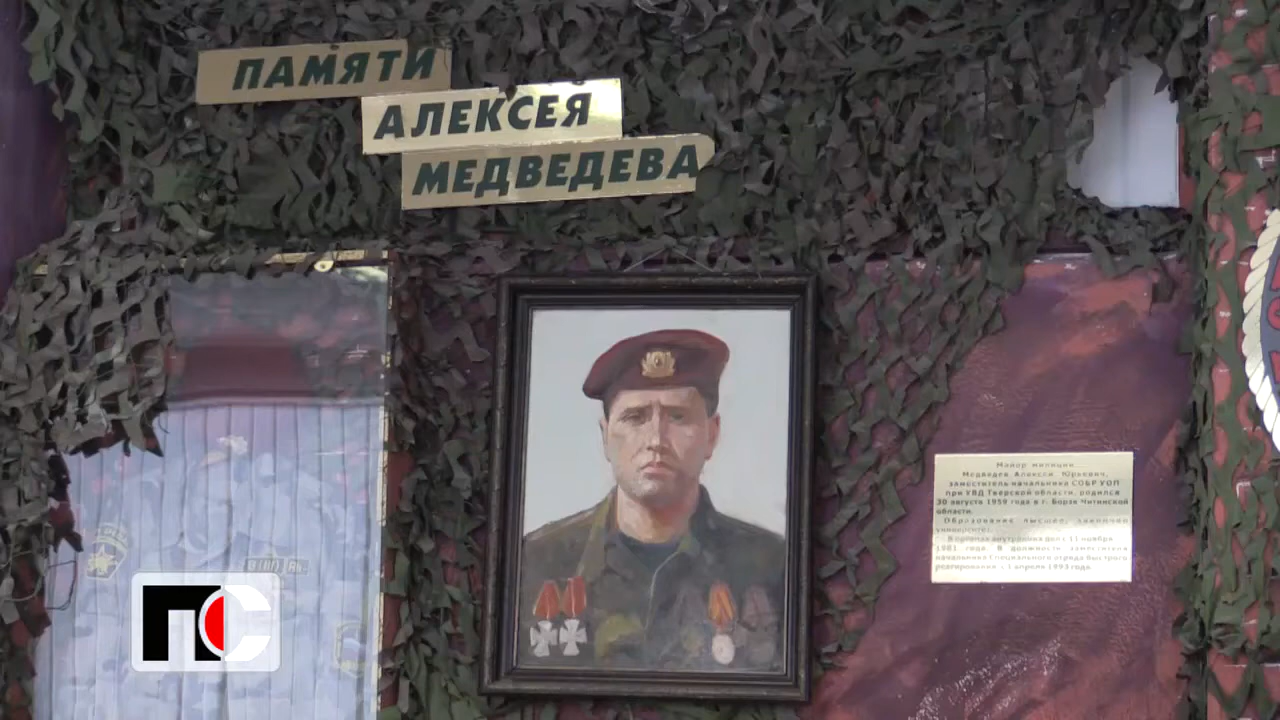 ПАМЯТИ
АЛЕКСЕЯ
МЕДВЕДЕВА
Майор милиции
Медведев Алексей Юрьевич,
заместитель начальника СОБР УОП
при УВД Тверской области, родился
30 августа 1959 года в г. Борзя Читинской
области.
Образование высшее, закончил
университет.
В органах внутренних дел с 11 ноября
1981 года. В должности заместителя
начальника Специального отряда быстрого
реагирования с 1 апреля 1993 года.
ПС